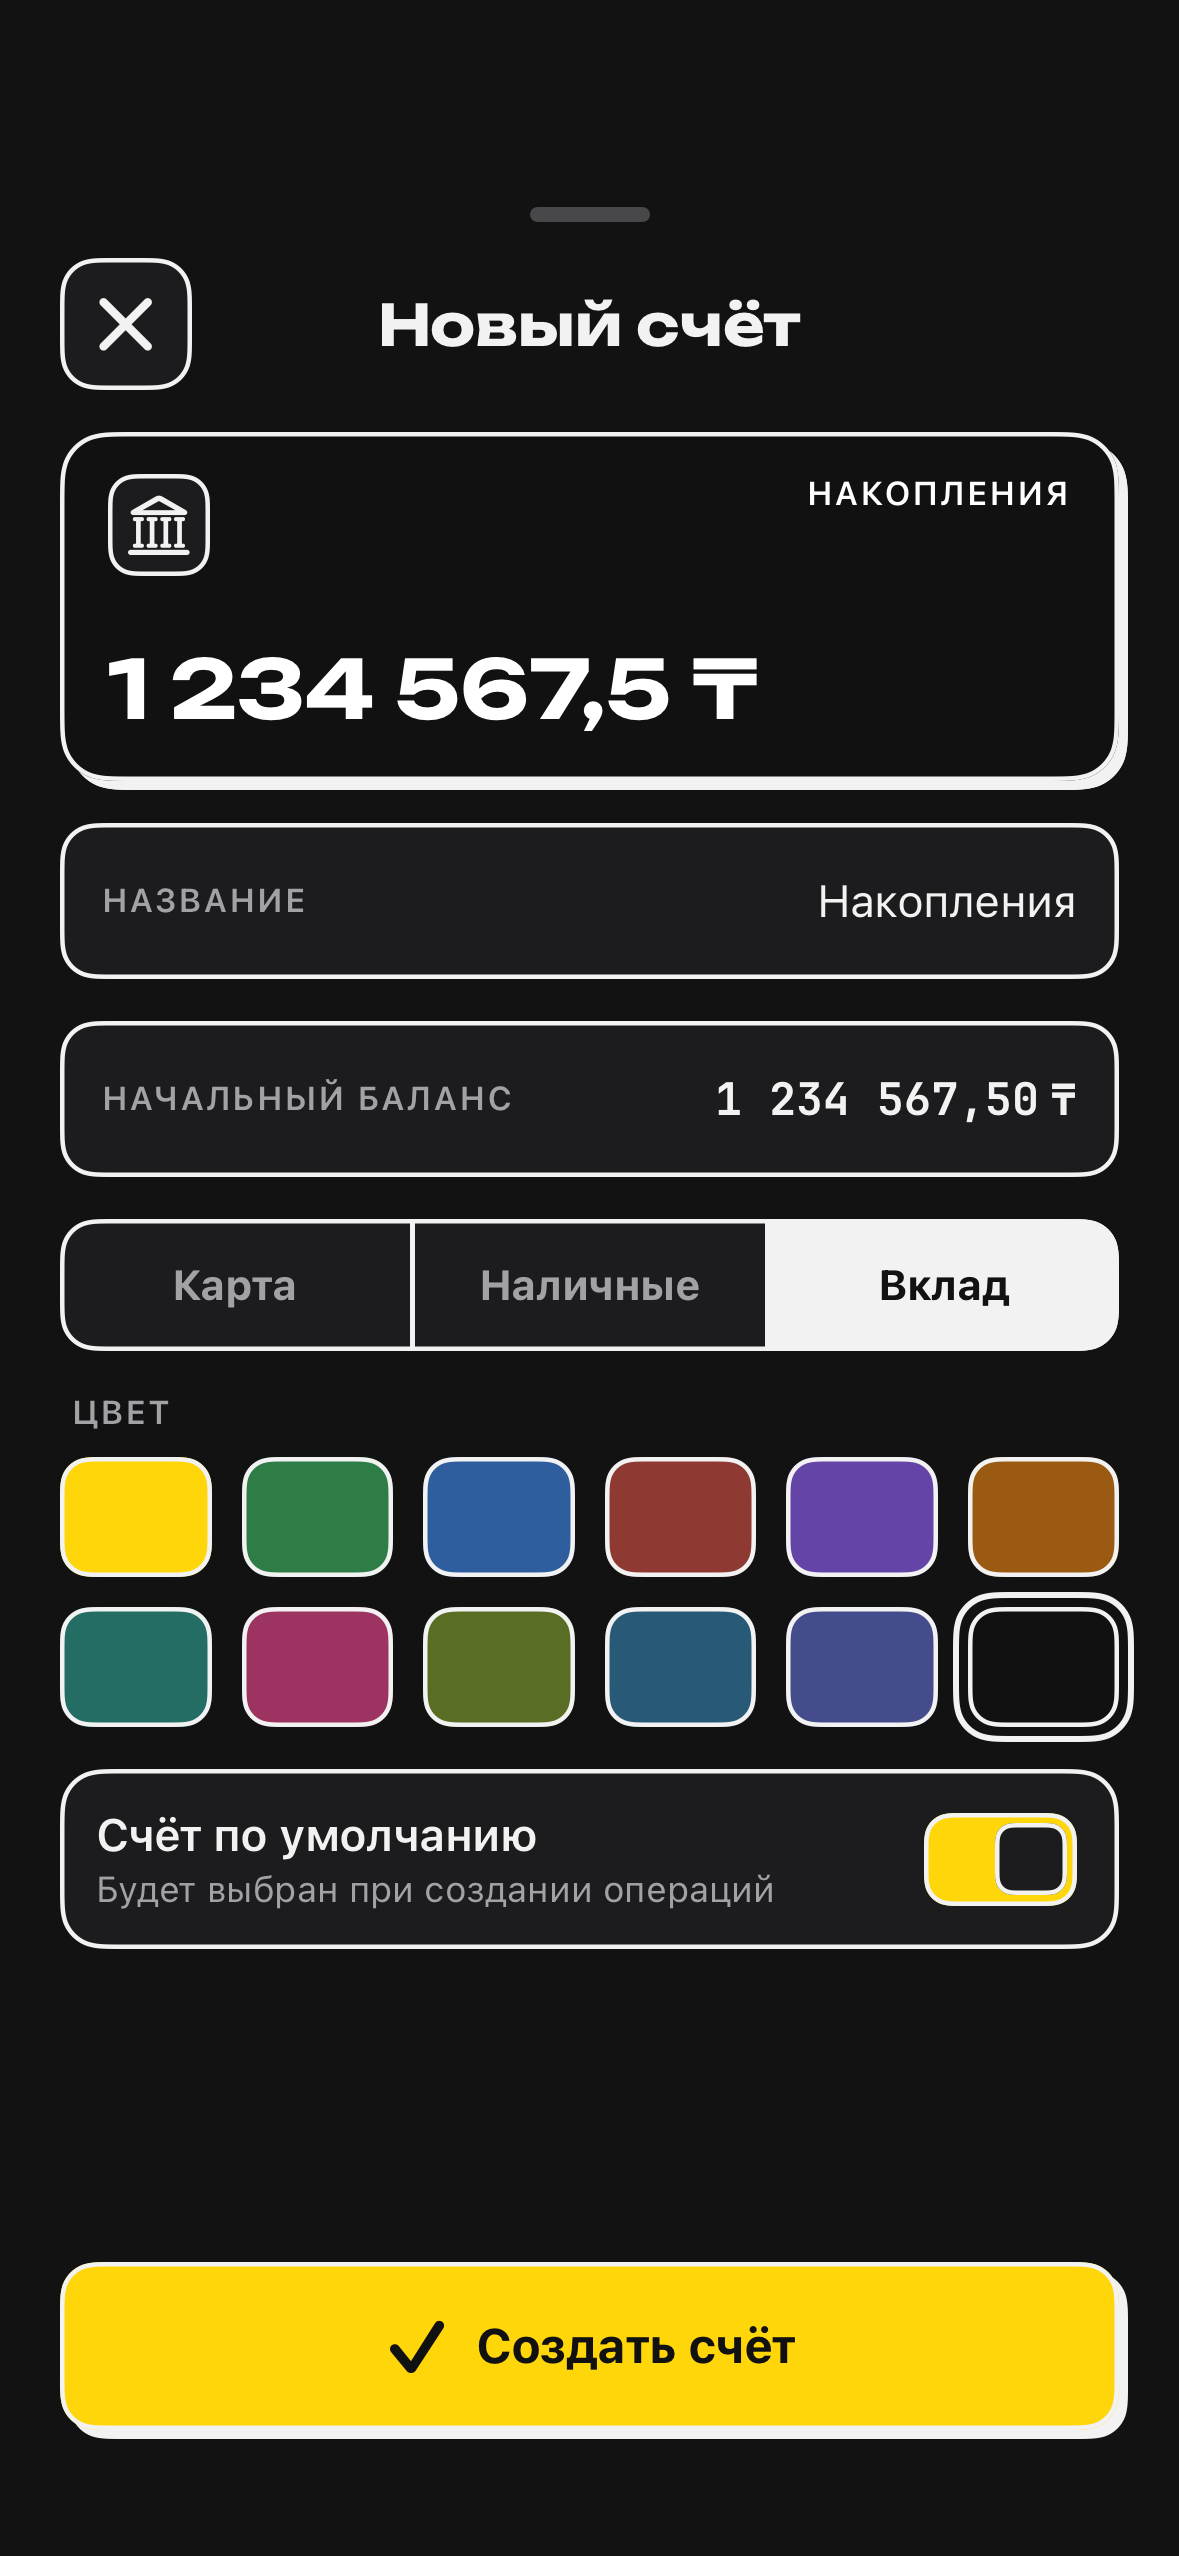 Новый счёт
НАКОПЛЕНИЯ
1 234 567,5 ₸
НАЗВАНИЕ
Накопления
НАЧАЛЬНЫЙ БАЛАНС
1 234 567,50 ₸
Карта
Наличные
Вклад
ЦВЕТ
Счёт по умолчанию
Будет выбран при создании операций
Создать счёт